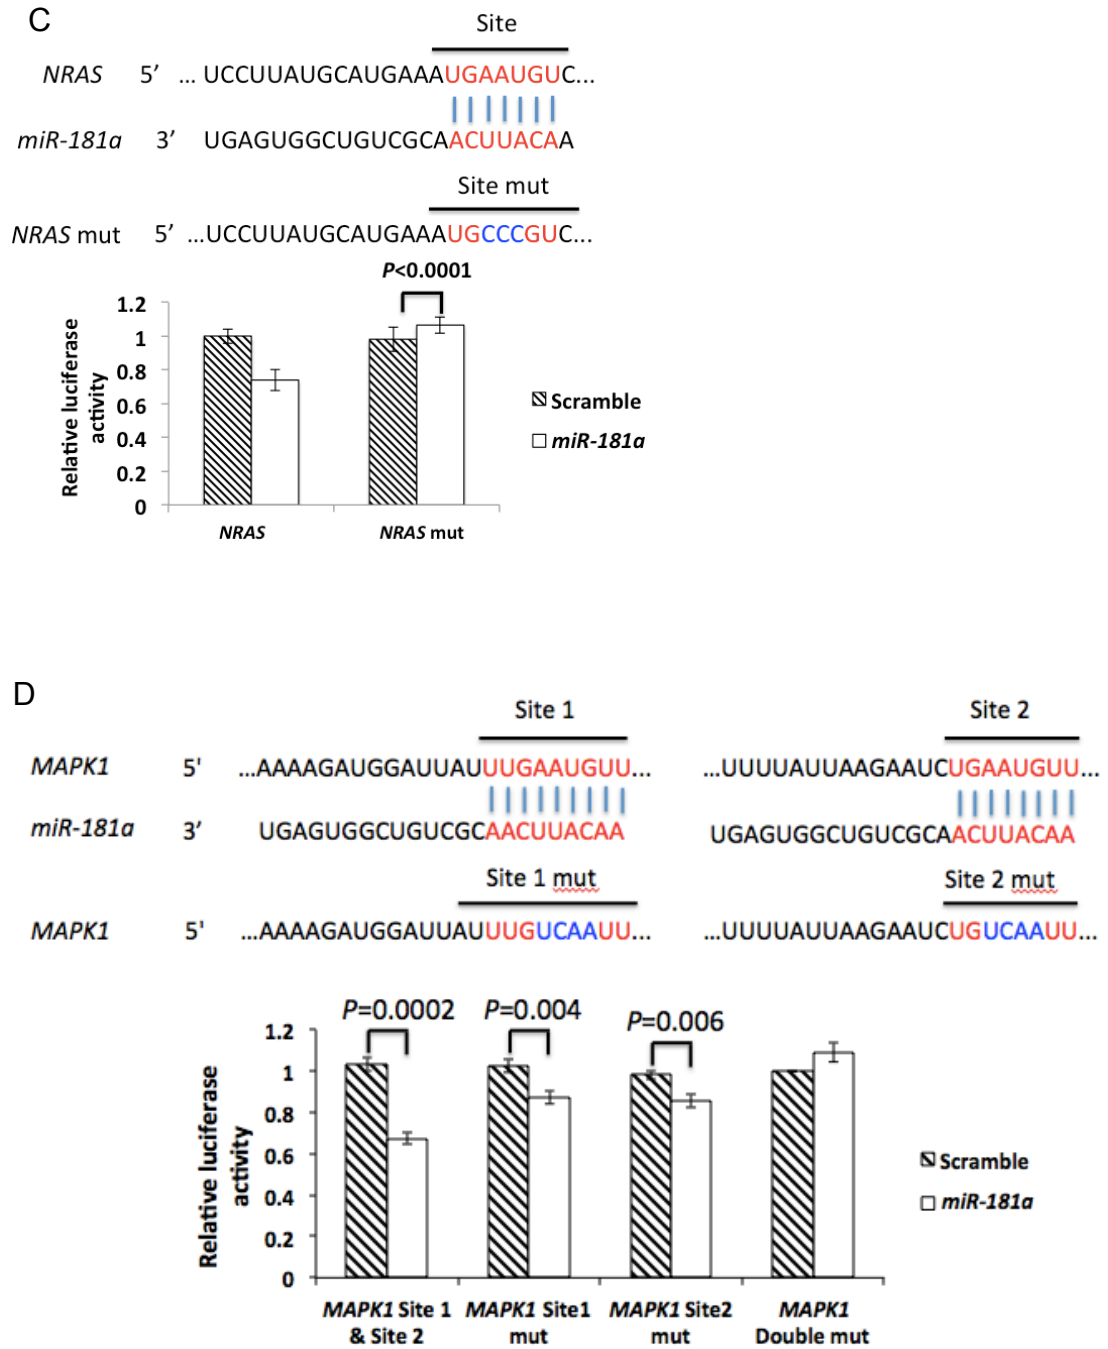 C
Site
NRAS 5’ ... UCCUUAUGCAUGAAAUGAAUGUC...
miR-181a 3’ UGAGUGGCUGUCGCAACUUACAA
Site mut
NRAS mut 5’ ...UCCUUAUGCAUGAAAUGCCCGUC...
P<0.0001
Relative luciferase
activity
1.2
1
0.8
0.6
0.4
0.2
0
Scramble
miR-181a
NRAS NRAS mut
D
Site 1 Site 2
MAPK1 5' ...AAAAGAUGGAUUAUUUGAAUGUU... ...UUUUAUUAAGAAUCUGAAUGUU...
miR-181a 3’ UGAGUGGCUGUCGCAACUUACAA UGAGUGGCUGUCGCAACUUACAA
Site 1 mut Site 2 mut
MAPK1 5' ...AAAAGAUGGAUUAUUUGUCAAUU... ...UUUUAUUAAGAAUCUGUCAAUU...
P=0.0002 P=0.004 P=0.006
Relative luciferase
activity
1.2
1
0.8
0.6
0.4
0.2
0
Scramble
miR-181a
MAPK1 Site 1 MAPK1 Site1 MAPK1 Site2 MAPK1
& Site 2 mut mut Double mut